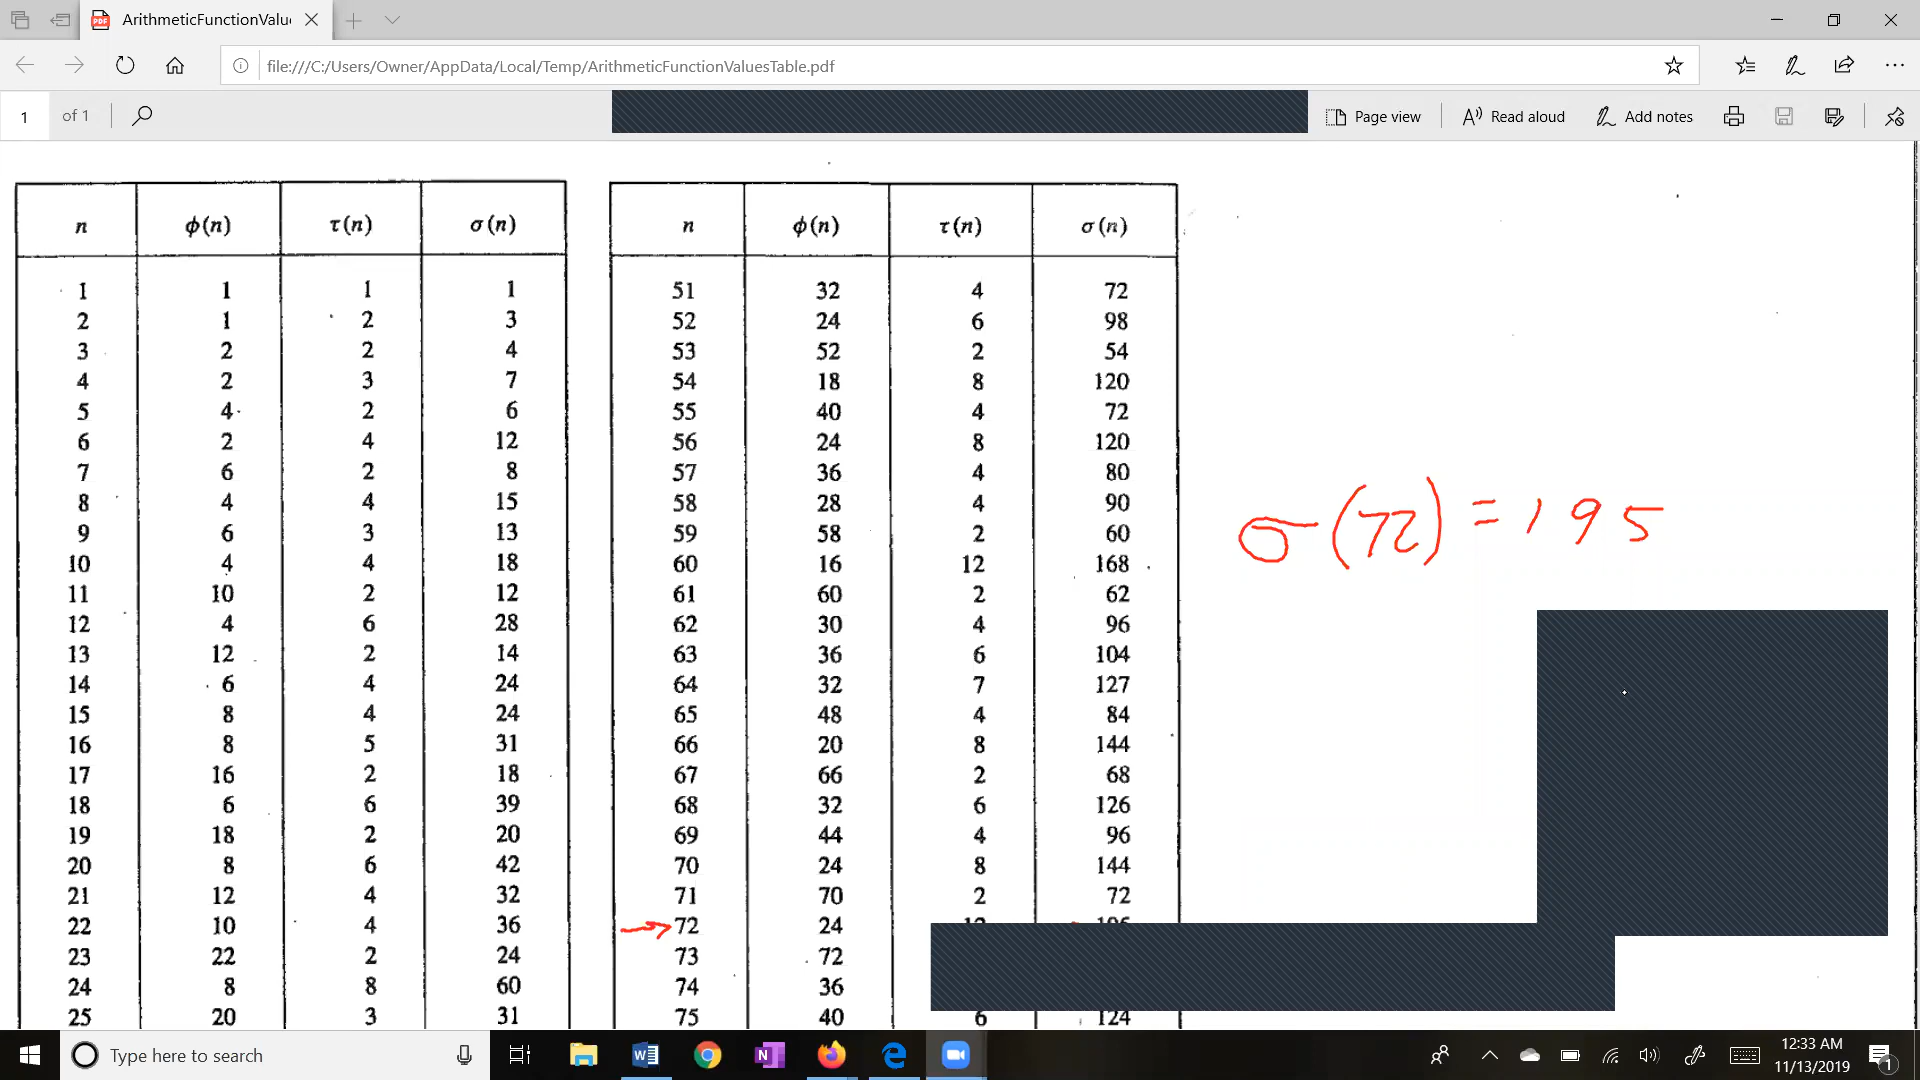 ArithmeticFunctionValu
file:///C:/Users/Owner/AppData/Local/Temp/ArithmeticFunctionValuesTable.pdf
1 of 1 Page view Read aloud Add notes
n ϕ(n) τ(n) σ(n) n ϕ(n) τ(n) σ(n)
1 1 1 1 51 32 4 72
2 1 2 3 52 24 6 98
3 2 2 4 53 52 2 54
4 2 3 7 54 18 8 120
5 4 2 6 55 40 4 72
6 2 4 12 56 24 8 120
7 6 2 8 57 36 4 80
8 4 4 15 58 28 4 90
9 6 3 13 59 58 2 60
10 4 4 18 60 16 12 168
11 10 2 12 61 60 2 62
12 4 6 28 62 30 4 96
13 12 2 14 63 36 6 104
14 6 4 24 64 32 7 127
15 8 4 24 65 48 4 84
16 8 5 31 66 20 8 144
17 16 2 18 67 66 2 68
18 6 6 39 68 32 6 126
19 18 2 20 69 44 4 96
20 8 6 42 70 24 8 144
21 12 4 32 71 70 2 72
22 10 4 36 72 24
23 22 2 24 73 72
24 8 8 60 74 36
25 20 3 31 75 40 6 124
σ(72) = 195
Type here to search
12:33 AM
11/13/2019
1